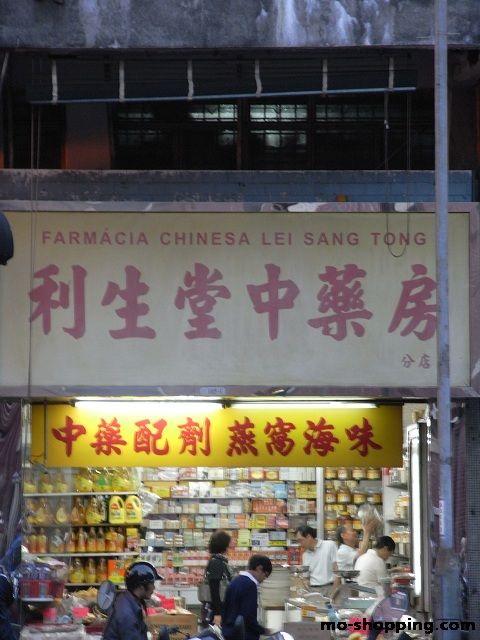 FARMÁCIA CHINESA LEI SANG TONG
利生堂中藥房
分店
中藥配劑 燕窩海味
mo-shopping.com